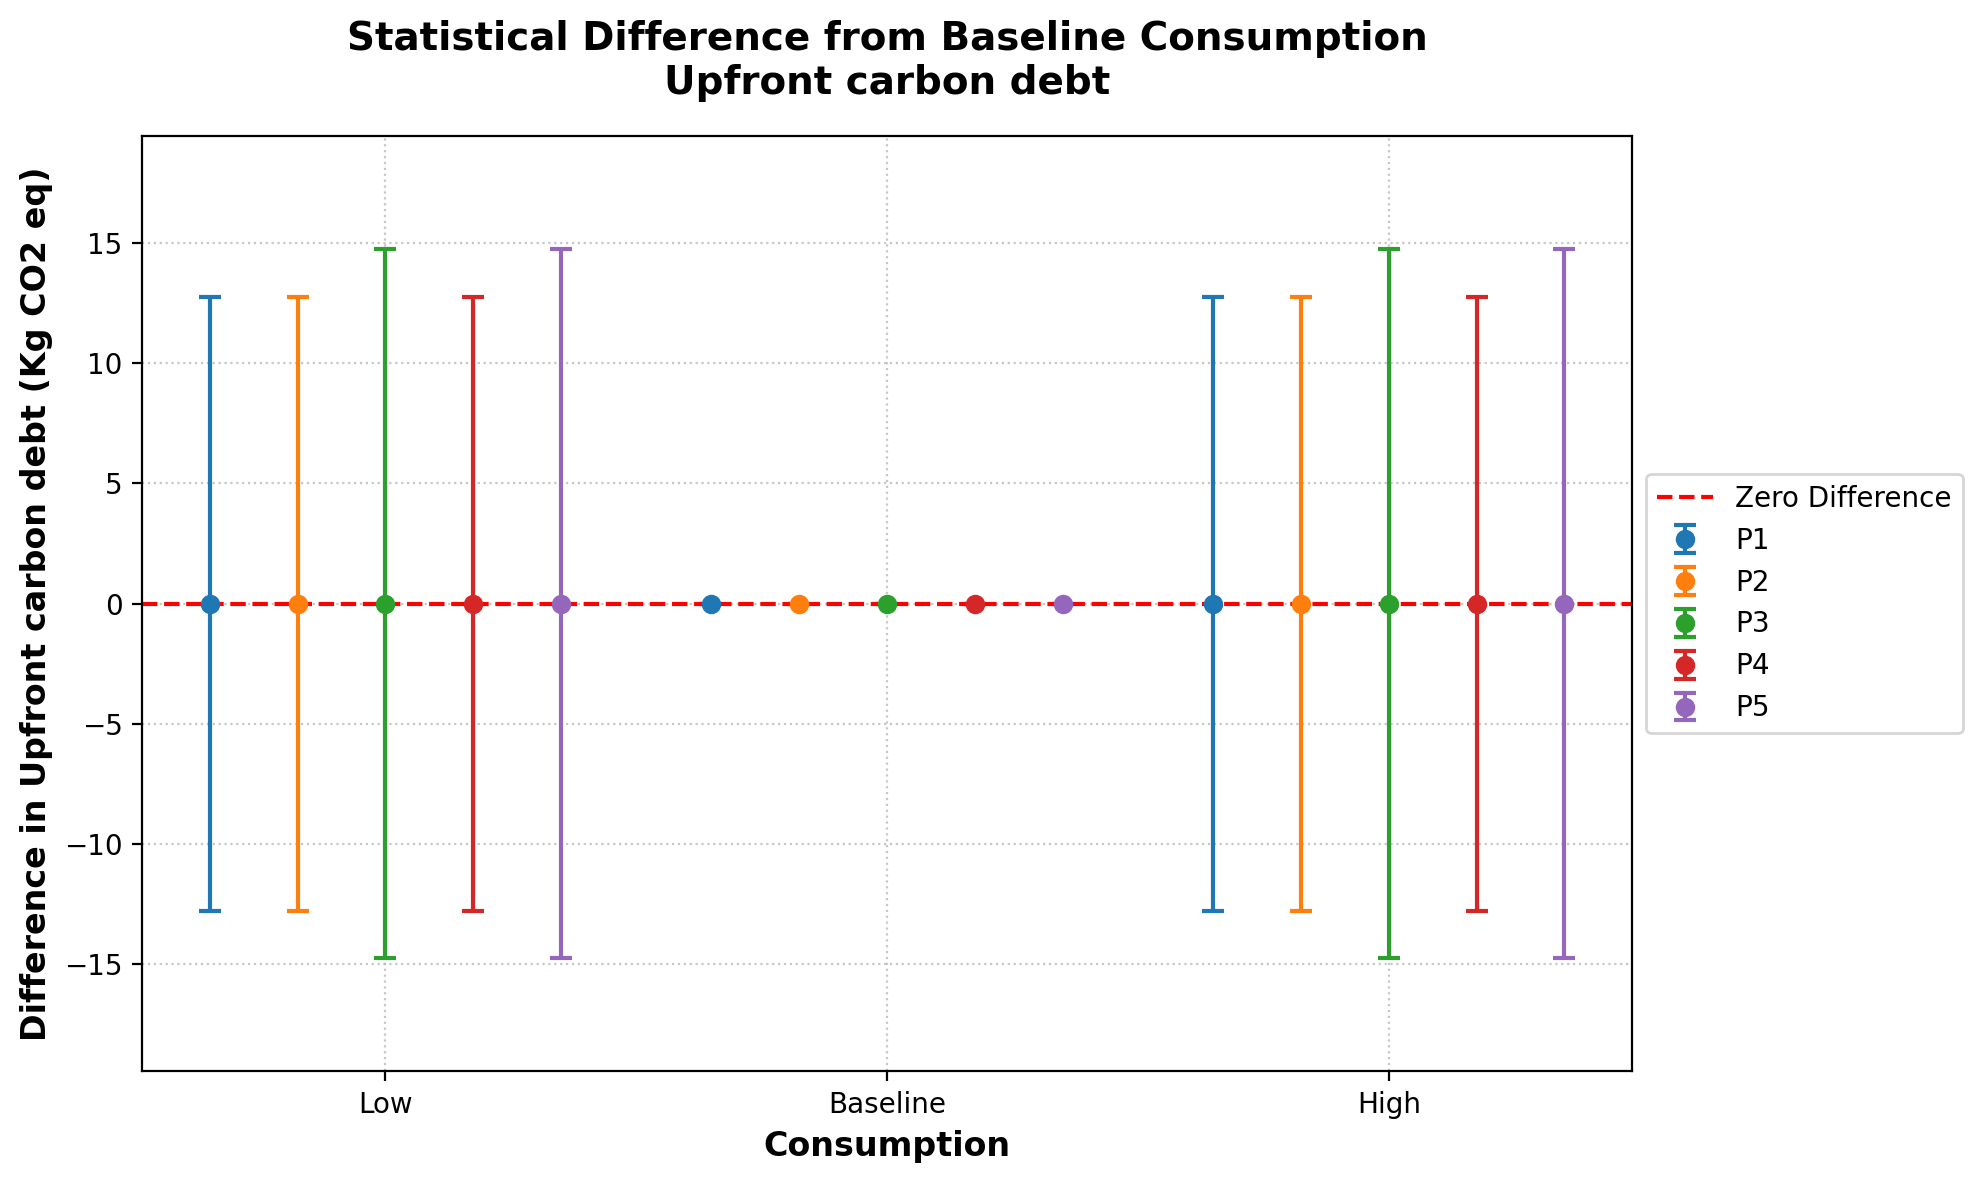 Statistical Difference from Baseline Consumption
Upfront carbon debt
Difference in Upfront carbon debt (Kg CO2 eq)
15
10
5
0
−5
−10
−15
Low
Baseline
High
Consumption
Zero Difference
P1
P2
P3
P4
P5